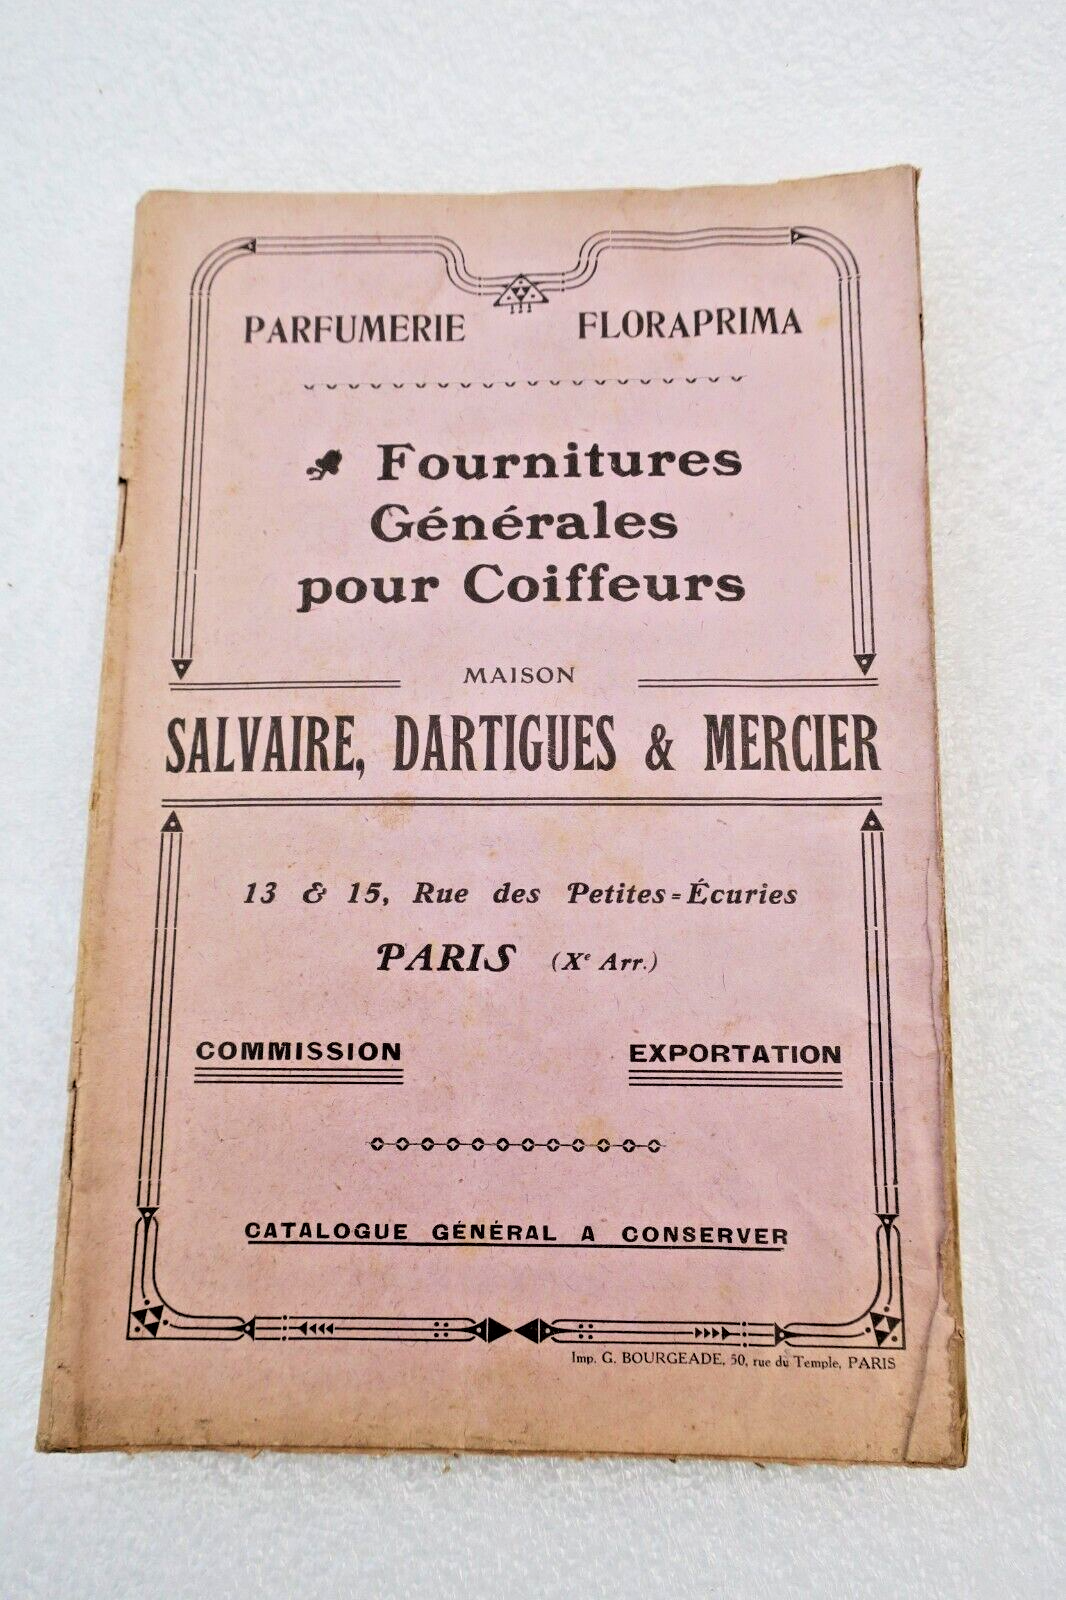 PARFUMERIE FLORAPRIMA
Fournitures
Générales
pour Coiffeurs
MAISON
SALVAIRE, DARTIGUES & MERCIER
13 & 15, Rue des Petites=Écuries
PARIS (Xe Arr.)
COMMISSION EXPORTATION
CATALOGUE GÉNÉRAL A CONSERVER
Imp. G. BOURGEADE, 50, rue du Temple, PARIS